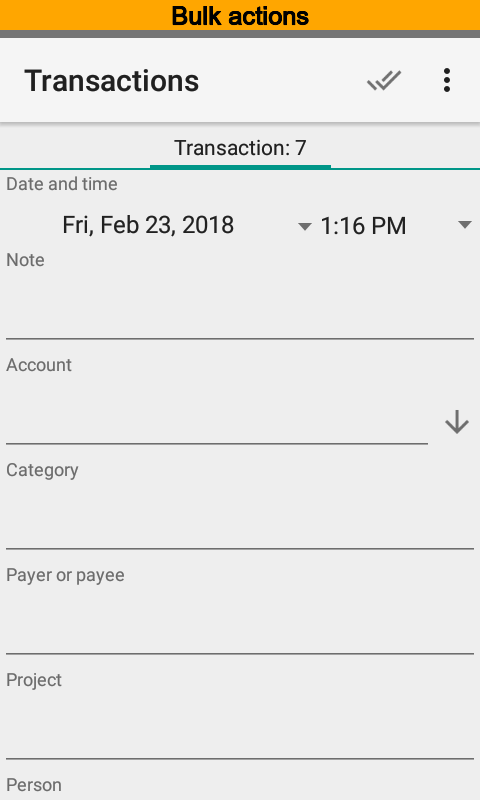 Bulk actions
Transactions
Transaction: 7
Date and time
Fri, Feb 23, 2018 1:16 PM
Note
Account
Category
Payer or payee
Project
Person